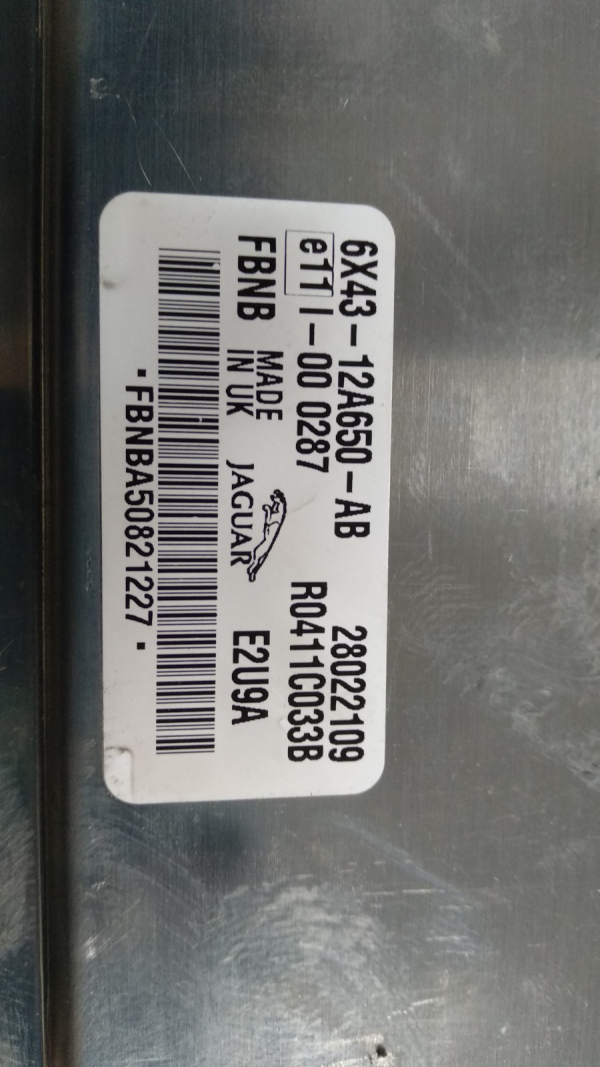 6X43-12A650-AB 28022109
e11 I-00 0287 R0411C033B
FBNB MADE IN UK JAGUAR E2U9A
·FBNBA50821227·